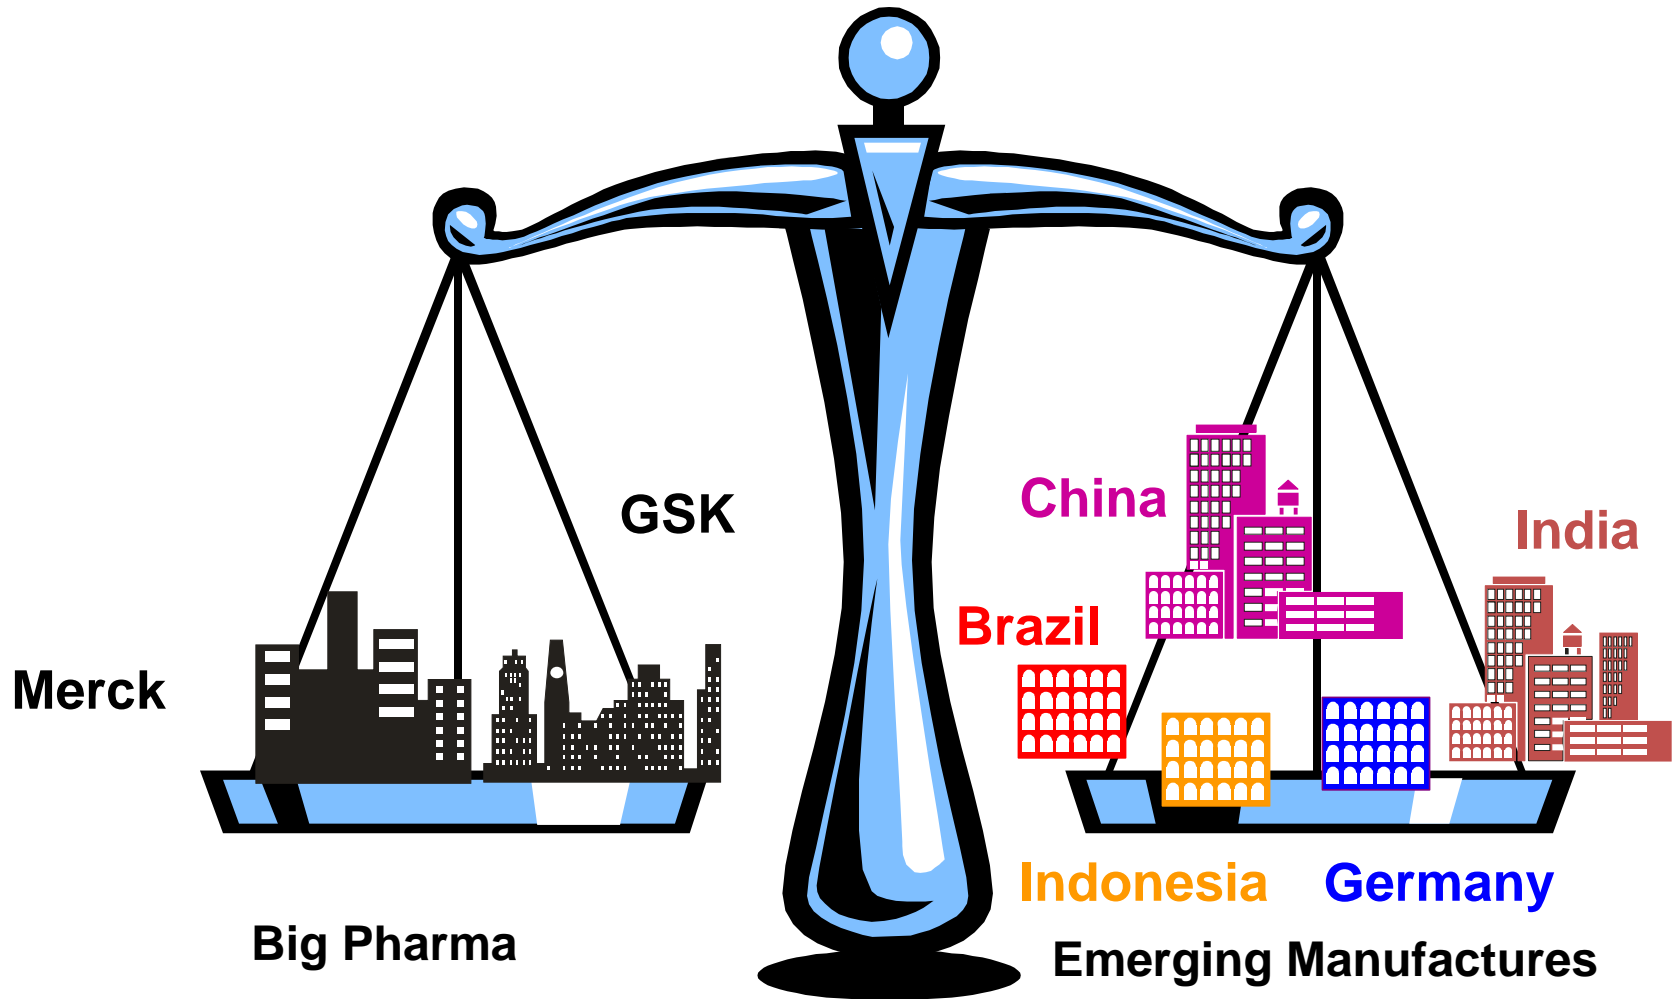 GSK
China
India
Brazil
Merck
Indonesia
Germany
Big Pharma
Emerging Manufactures